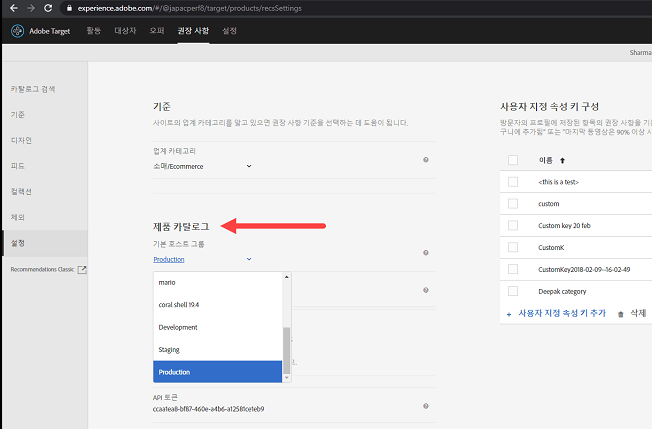 experience.adobe.com/#/@japacperf8/target/products/recsSettings
Adobe Target 활동 대상자 오퍼 권장 사항 설정
Sharma
카탈로그 검색
기준
디자인
피드
컬렉션
제외
설정
Recommendations Classic
기준
사이트의 업계 카테고리를 알고 있으면 권장 사항 기준을 선택하는 데 도움이 됩니다.
업계 카테고리
소매/Ecommerce
제품 카탈로그
기본 호스트 그룹
Production
mario
coral shell 19.4
Development
Staging
Production
API 토큰
ccaa1ea8-bf87-460e-a4b6-a12581ce1eb9
사용자 지정 속성 키 구성
방문자의 프로필에 저장된 항목의 권장 사항을 기
구니에 추가됨" 또는 "마지막 동영상은 90% 이상 시
이름
<this is a test>
custom
Custom key 20 feb
CustomK
CustomKey2018-02-09--16-02-49
Deepak category
+ 사용자 지정 속성 키 추가 삭제